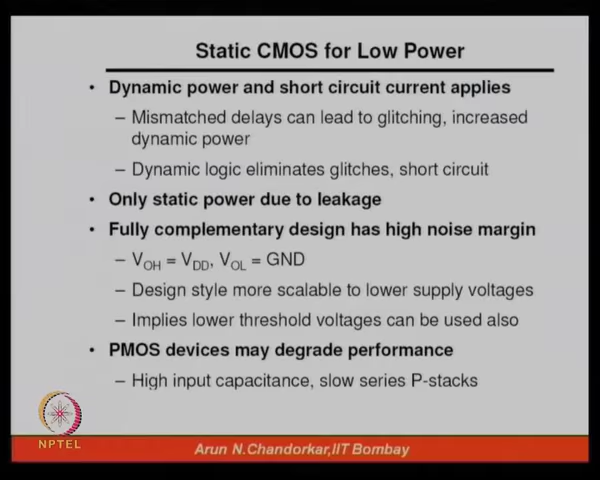 Static CMOS for Low Power
• Dynamic power and short circuit current applies
– Mismatched delays can lead to glitching, increased
dynamic power
– Dynamic logic eliminates glitches, short circuit
• Only static power due to leakage
• Fully complementary design has high noise margin
– VOH = VDD, VOL = GND
– Design style more scalable to lower supply voltages
– Implies lower threshold voltages can be used also
• PMOS devices may degrade performance
– High input capacitance, slow series P-stacks
NPTEL
Arun N.Chandorkar,IIT Bombay